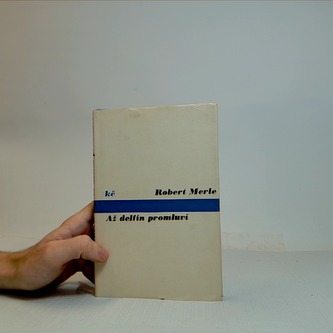 kč Robert Merle
Až delfín promluví